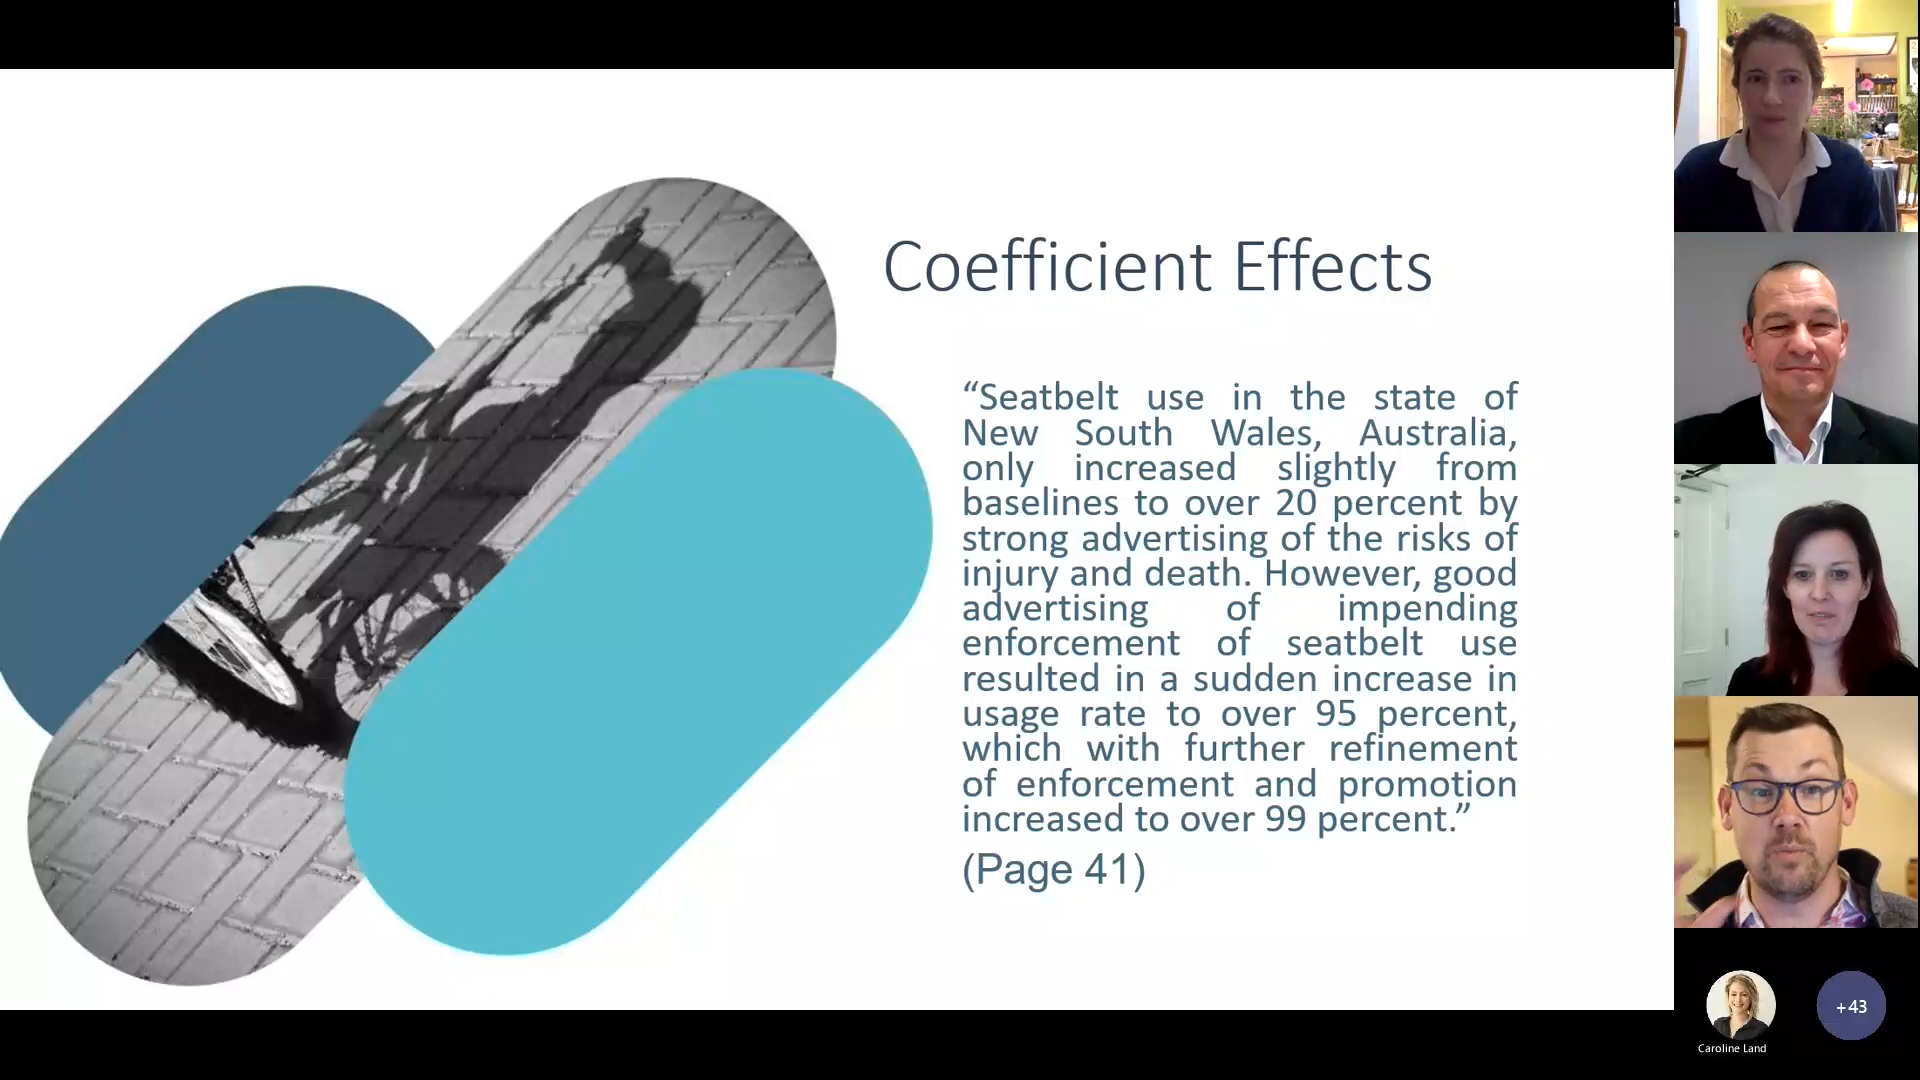 Coefficient Effects
“Seatbelt use in the state of
New South Wales, Australia,
only increased slightly from
baselines to over 20 percent by
strong advertising of the risks of
injury and death. However, good
advertising of impending
enforcement of seatbelt use
resulted in a sudden increase in
usage rate to over 95 percent,
which with further refinement
of enforcement and promotion
increased to over 99 percent.”
(Page 41)
+43
Caroline Land